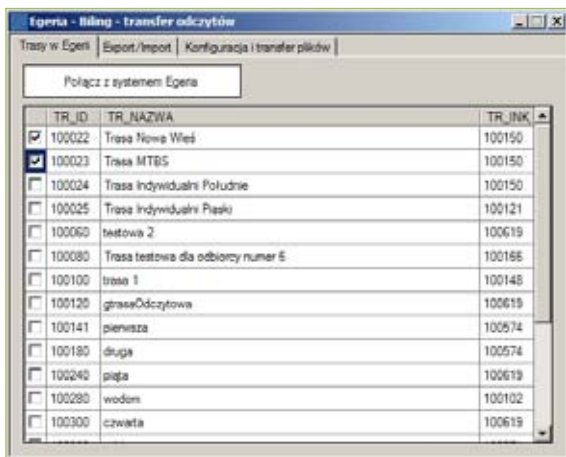 Egeria - Biling - transfer odczytów
Trasy w Egerii Export/Import Konfiguracja i transfer plików
Połącz z systemem Egeria
TR_ID TR_NAZWA TR_INK
100022 Trasa Nowa Wieś 100150
100023 Trasa MTBS 100150
100024 Trasa Indywidualni Południe 100150
100025 Trasa Indywidualni Piaski 100121
100060 testowa 2 100619
100080 Trasa testowa dla odbiorcy numer 6 100166
100100 trasa 1 100148
100120 gtrasaOdczytowa 100619
100141 pierwsza 100574
100180 druga 100574
100240 piąta 100619
100280 wodom 100102
100300 czwarta 100619